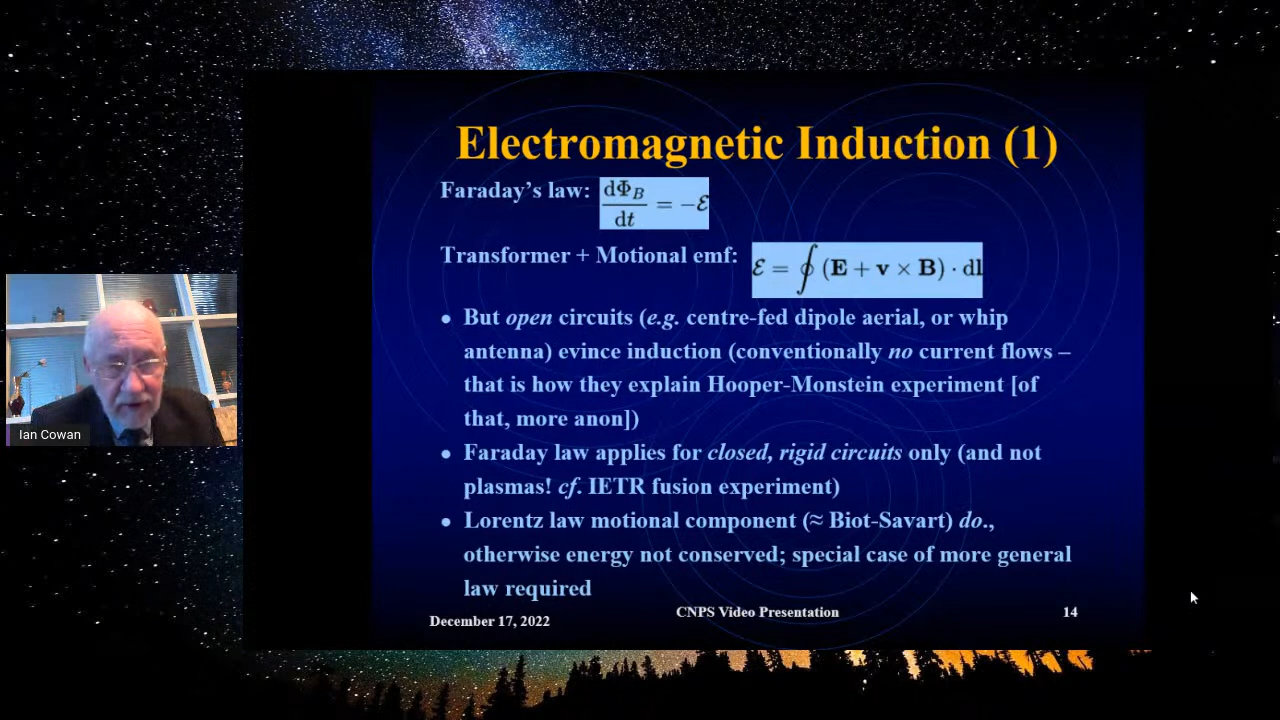 Electromagnetic Induction (1)
Faraday’s law: dΦ_B/dt = −ℰ
Transformer + Motional emf: ℰ = ∮ (E + v × B) · dl
• But open circuits (e.g. centre-fed dipole aerial, or whip
antenna) evince induction (conventionally no current flows –
that is how they explain Hooper-Monstein experiment [of
that, more anon])
• Faraday law applies for closed, rigid circuits only (and not
plasmas! cf. IETR fusion experiment)
• Lorentz law motional component (≈ Biot-Savart) do.,
otherwise energy not conserved; special case of more general
law required
December 17, 2022
CNPS Video Presentation
14
Ian Cowan